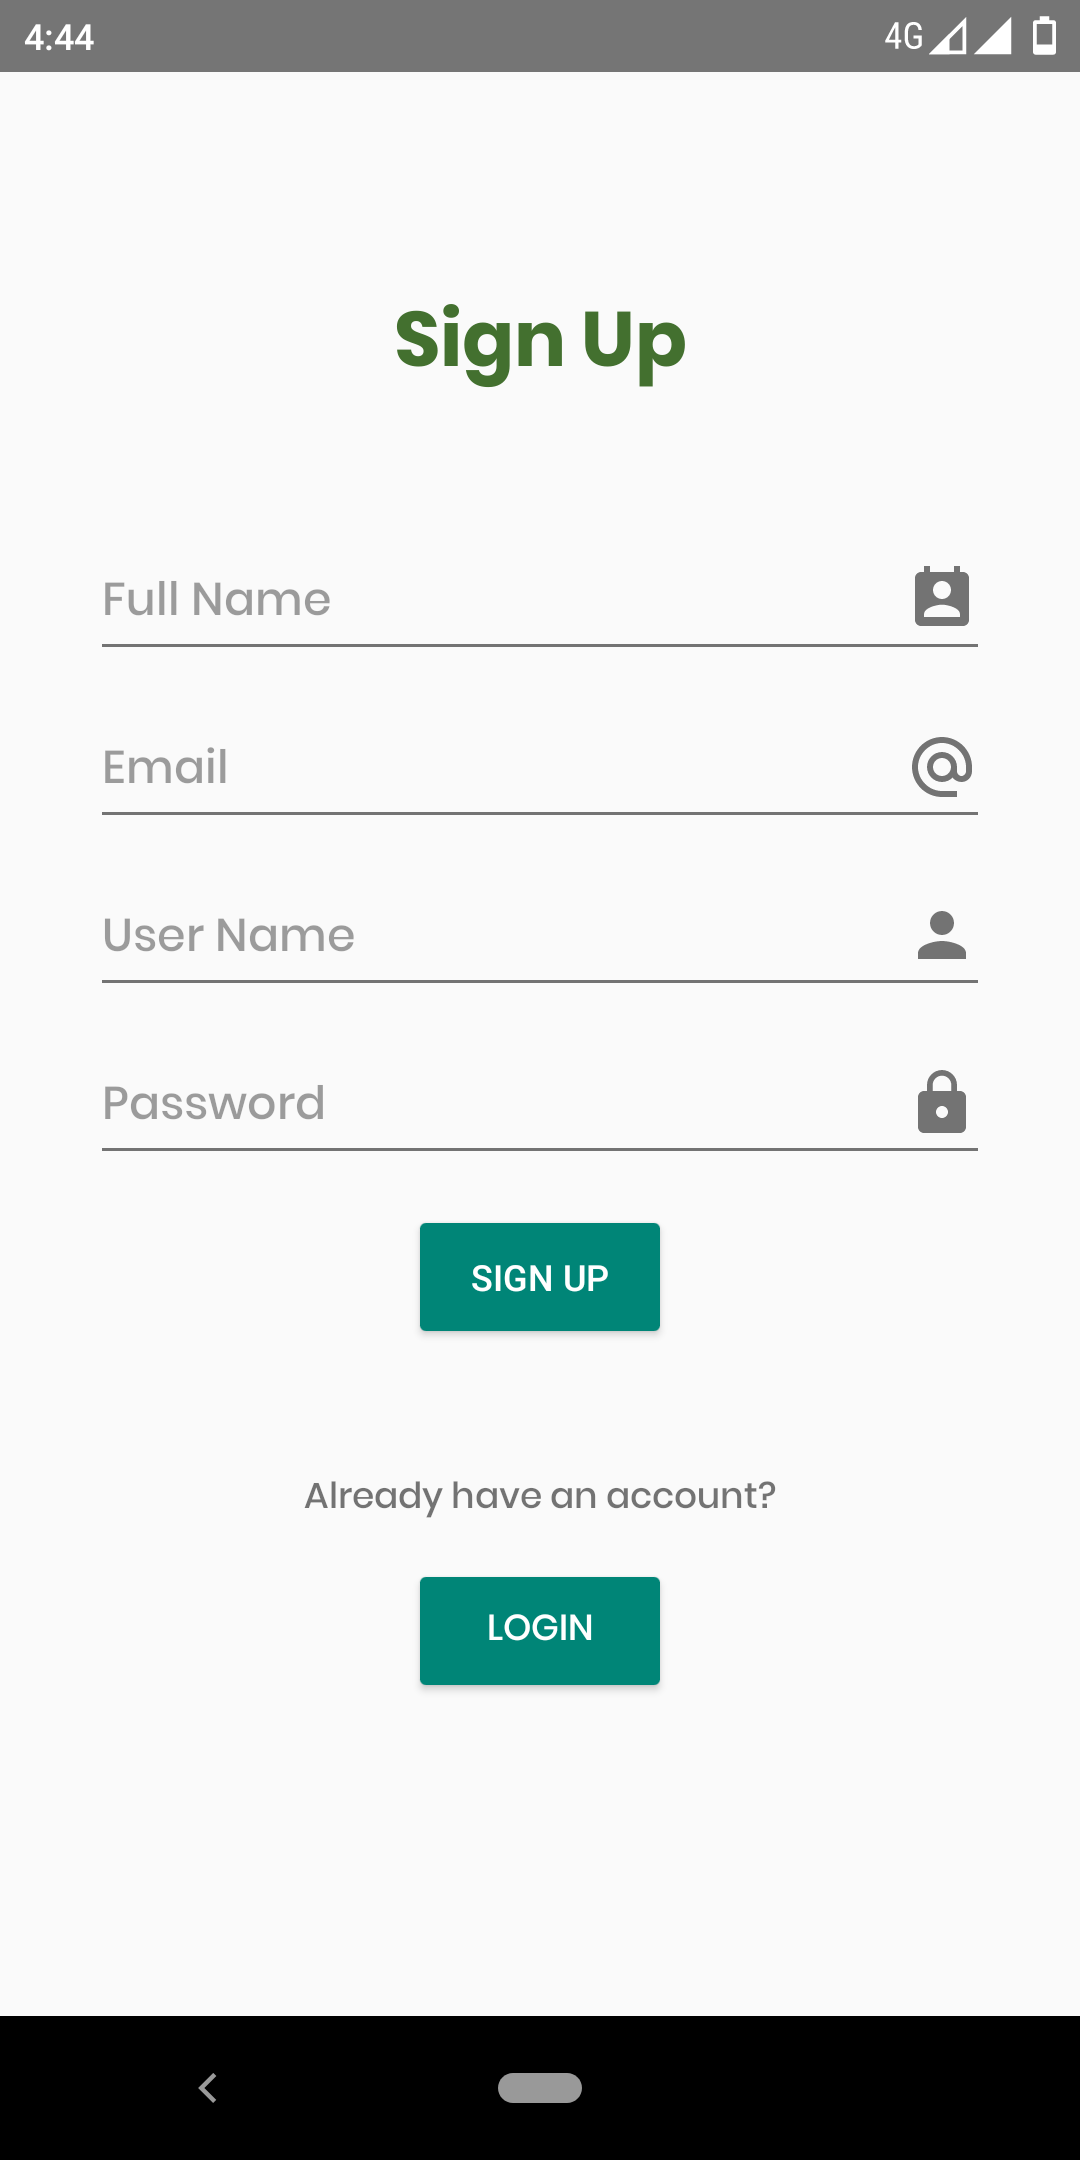 4:44
4G
Sign Up
Full Name
Email
User Name
Password
SIGN UP
Already have an account?
LOGIN